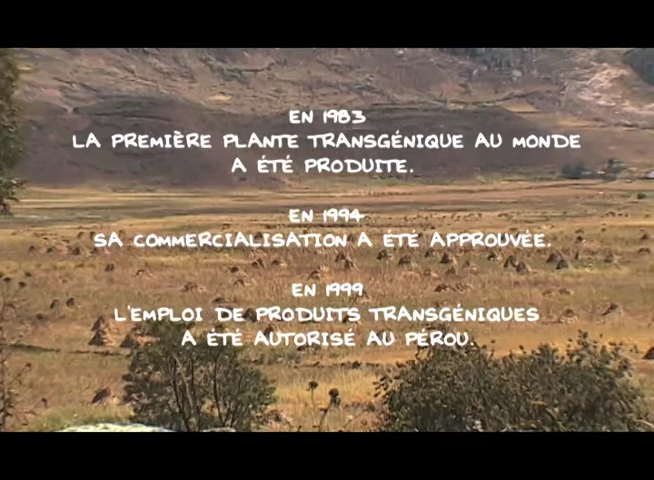 EN 1983
LA PREMIÈRE PLANTE TRANSGÉNIQUE AU MONDE
A ÉTÉ PRODUITE.
EN 1994
SA COMMERCIALISATION A ÉTÉ APPROUVÉE.
EN 1999
L'EMPLOI DE PRODUITS TRANSGÉNIQUES
A ÉTÉ AUTORISÉ AU PÉROU.